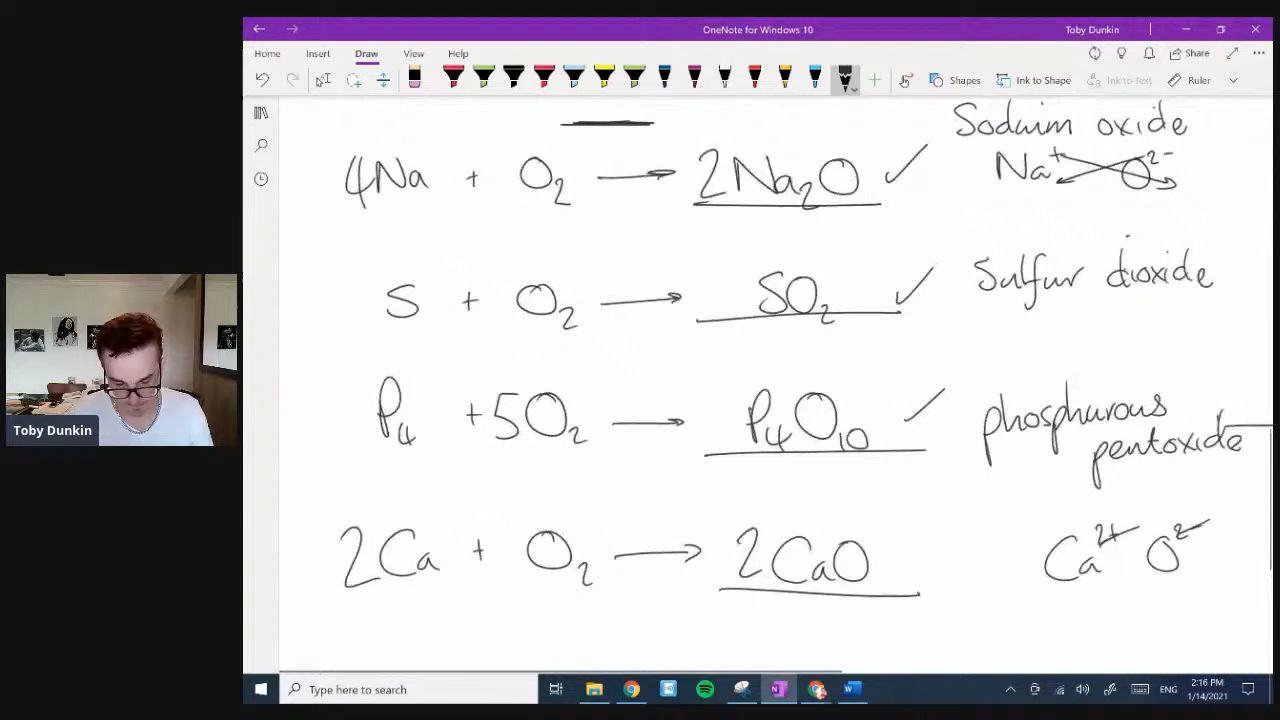 OneNote for Windows 10
Toby Dunkin
Home Insert Draw View Help
Share
Shapes Ink to Shape Ink to Text Ruler
Sodium oxide
4Na + O₂ → 2Na₂O ✓ Na⁺ O²⁻
S + O₂ → SO₂ ✓ Sulfur dioxide
P₄ + 5O₂ → P₄O₁₀ ✓ phosphurous
pentoxide
2Ca + O₂ → 2CaO Ca²⁺ O²⁻
Toby Dunkin
Type here to search
ENG
2:16 PM
1/14/2021